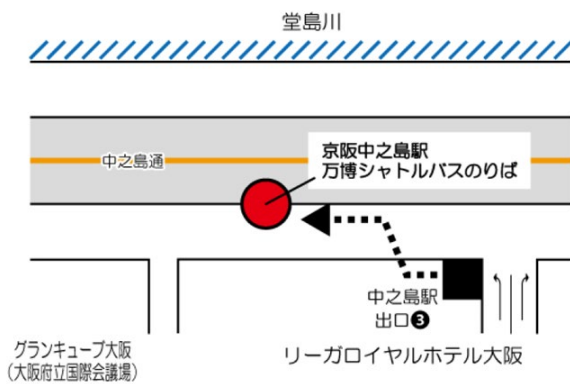 堂島川
中之島通
京阪中之島駅
万博シャトルバスのりば
中之島駅
出口❸
グランキューブ大阪
（大阪府立国際会議場）
リーガロイヤルホテル大阪